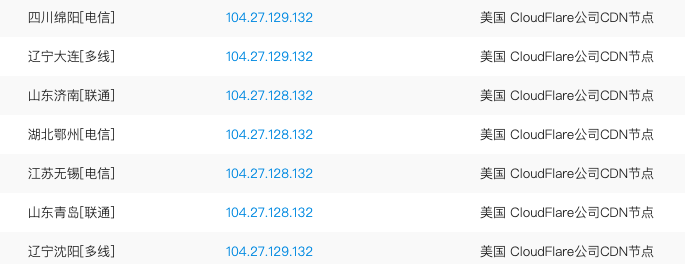 四川绵阳[电信] 104.27.129.132 美国 CloudFlare公司CDN节点
辽宁大连[多线] 104.27.129.132 美国 CloudFlare公司CDN节点
山东济南[联通] 104.27.128.132 美国 CloudFlare公司CDN节点
湖北鄂州[电信] 104.27.128.132 美国 CloudFlare公司CDN节点
江苏无锡[电信] 104.27.128.132 美国 CloudFlare公司CDN节点
山东青岛[联通] 104.27.128.132 美国 CloudFlare公司CDN节点
辽宁沈阳[多线] 104.27.129.132 美国 CloudFlare公司CDN节点